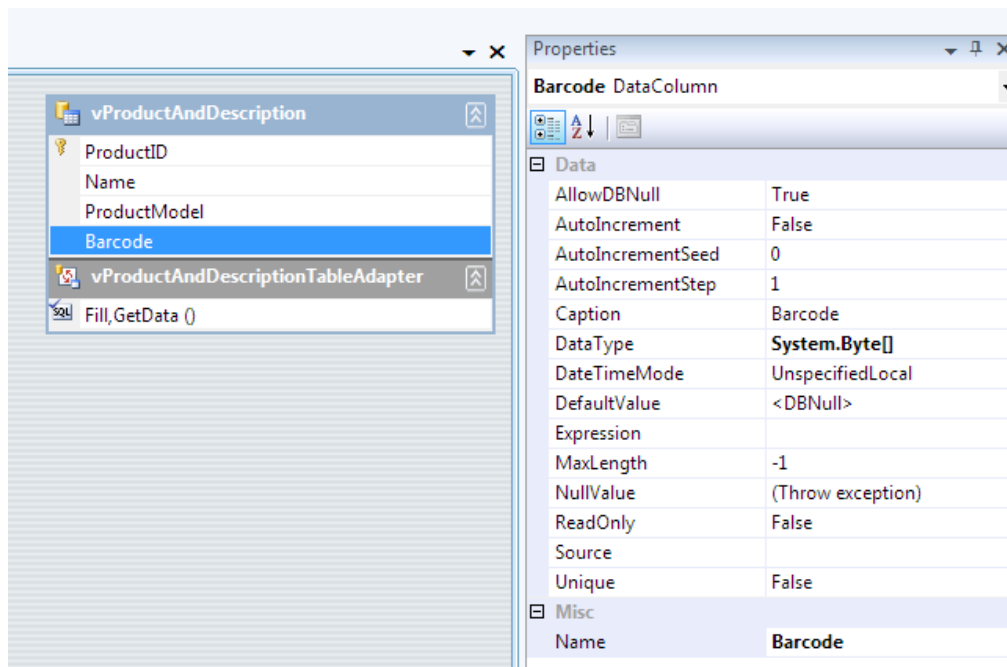 vProductAndDescription
ProductID
Name
ProductModel
Barcode
vProductAndDescriptionTableAdapter
SQL Fill,GetData ()
Properties
Barcode DataColumn
A Z
Data
AllowDBNull True
AutoIncrement False
AutoIncrementSeed 0
AutoIncrementStep 1
Caption Barcode
DataType System.Byte[]
DateTimeMode UnspecifiedLocal
DefaultValue <DBNull>
Expression
MaxLength -1
NullValue (Throw exception)
ReadOnly False
Source
Unique False
Misc
Name Barcode